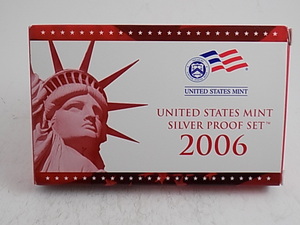 UNITED STATES MINT
UNITED STATES MINT
SILVER PROOF SET™
2006